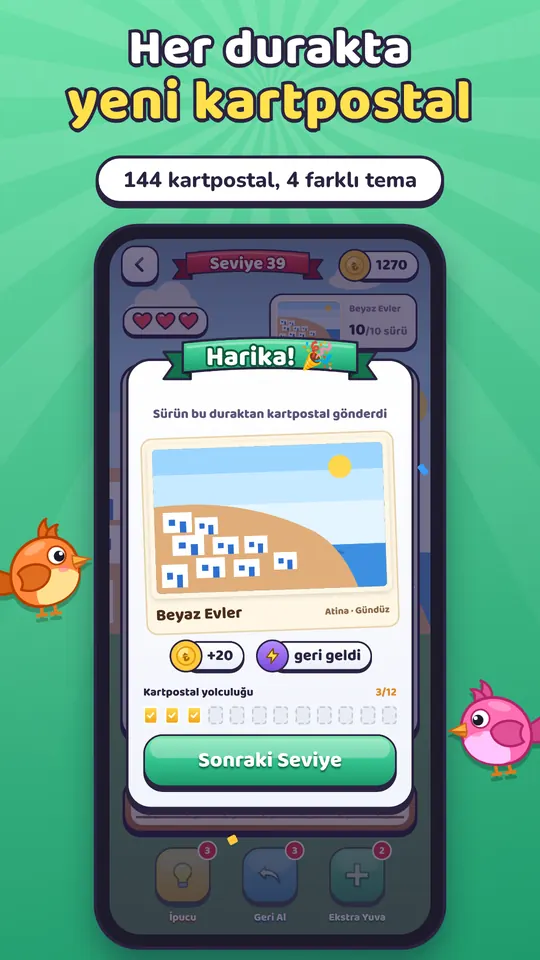 Her durakta
yeni kartpostal
144 kartpostal, 4 farklı tema
Seviye 39
1270
Beyaz Evler
10/10 sürü
Harika!
Sürün bu duraktan kartpostal gönderdi
Beyaz Evler
Atina · Gündüz
+20
geri geldi
Kartpostal yolculuğu
3/12
Sonraki Seviye
3
3
2
İpucu
Geri Al
Ekstra Yuva